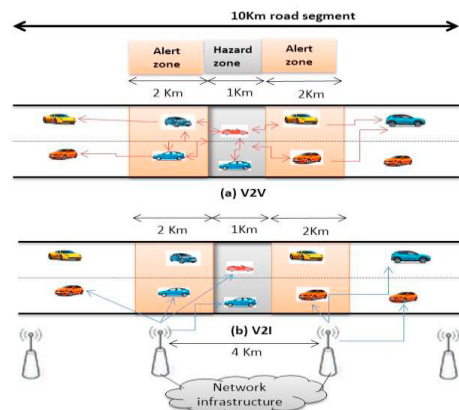 10Km road segment
Alert zone
Hazard zone
Alert zone
2 Km
1Km
2Km
(a) V2V
2 Km
1Km
2Km
(b) V2I
4 Km
Network
infrastructure